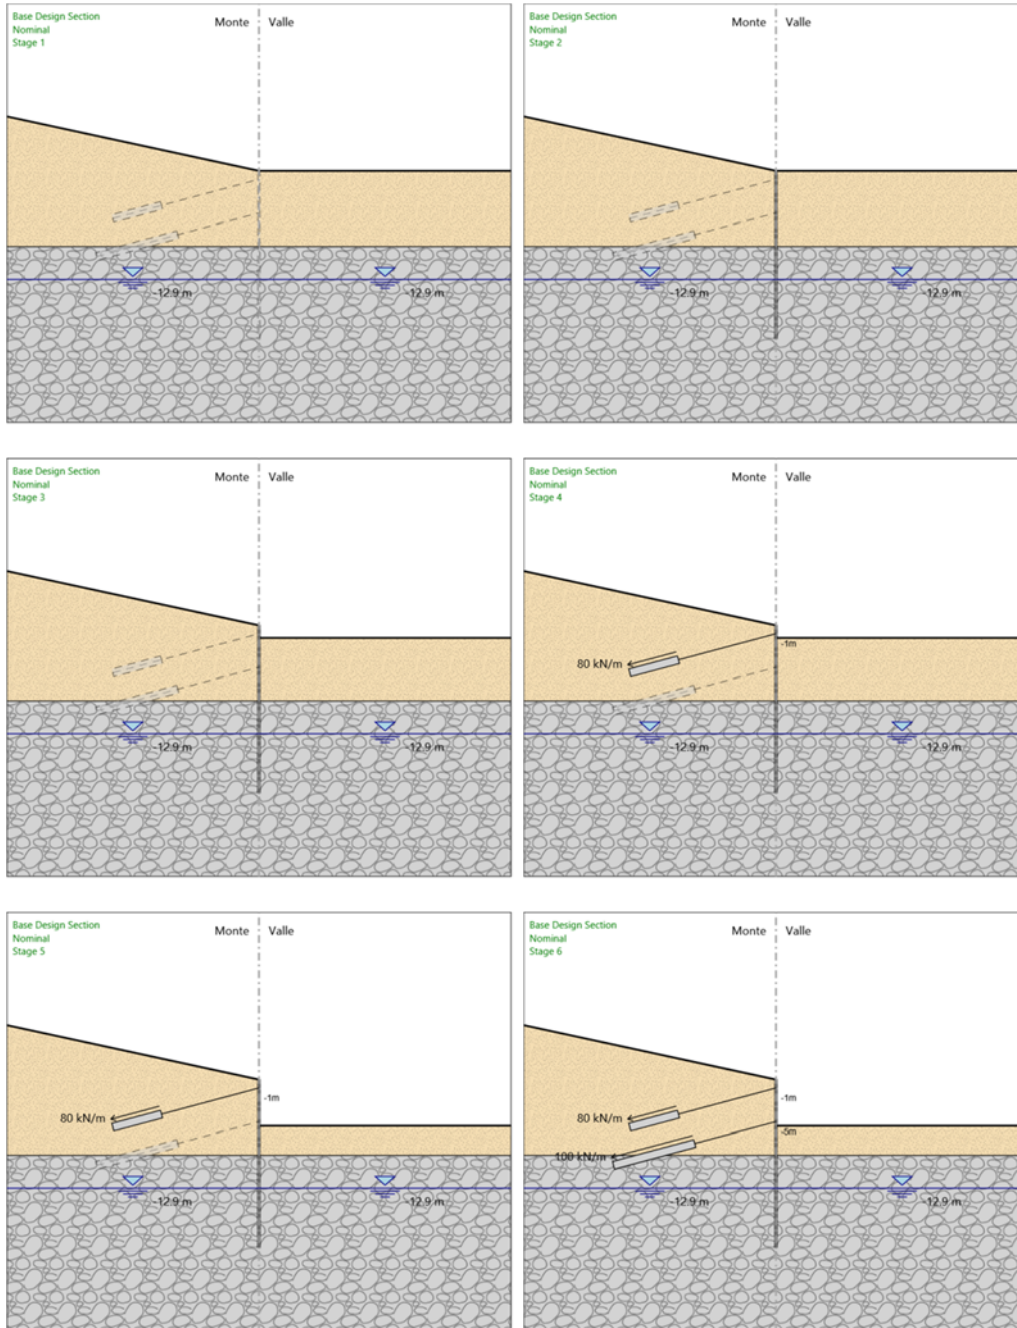 Base Design Section
Nominal
Stage 1
Monte Valle
-12.9 m -12.9 m
Base Design Section
Nominal
Stage 2
Monte Valle
-12.9 m -12.9 m
Base Design Section
Nominal
Stage 3
Monte Valle
-12.9 m -12.9 m
Base Design Section
Nominal
Stage 4
Monte Valle
-1m
80 kN/m
-12.9 m -12.9 m
Base Design Section
Nominal
Stage 5
Monte Valle
-1m
80 kN/m
-12.9 m -12.9 m
Base Design Section
Nominal
Stage 6
Monte Valle
-1m
80 kN/m
-5m
100 kN/m
-12.9 m -12.9 m